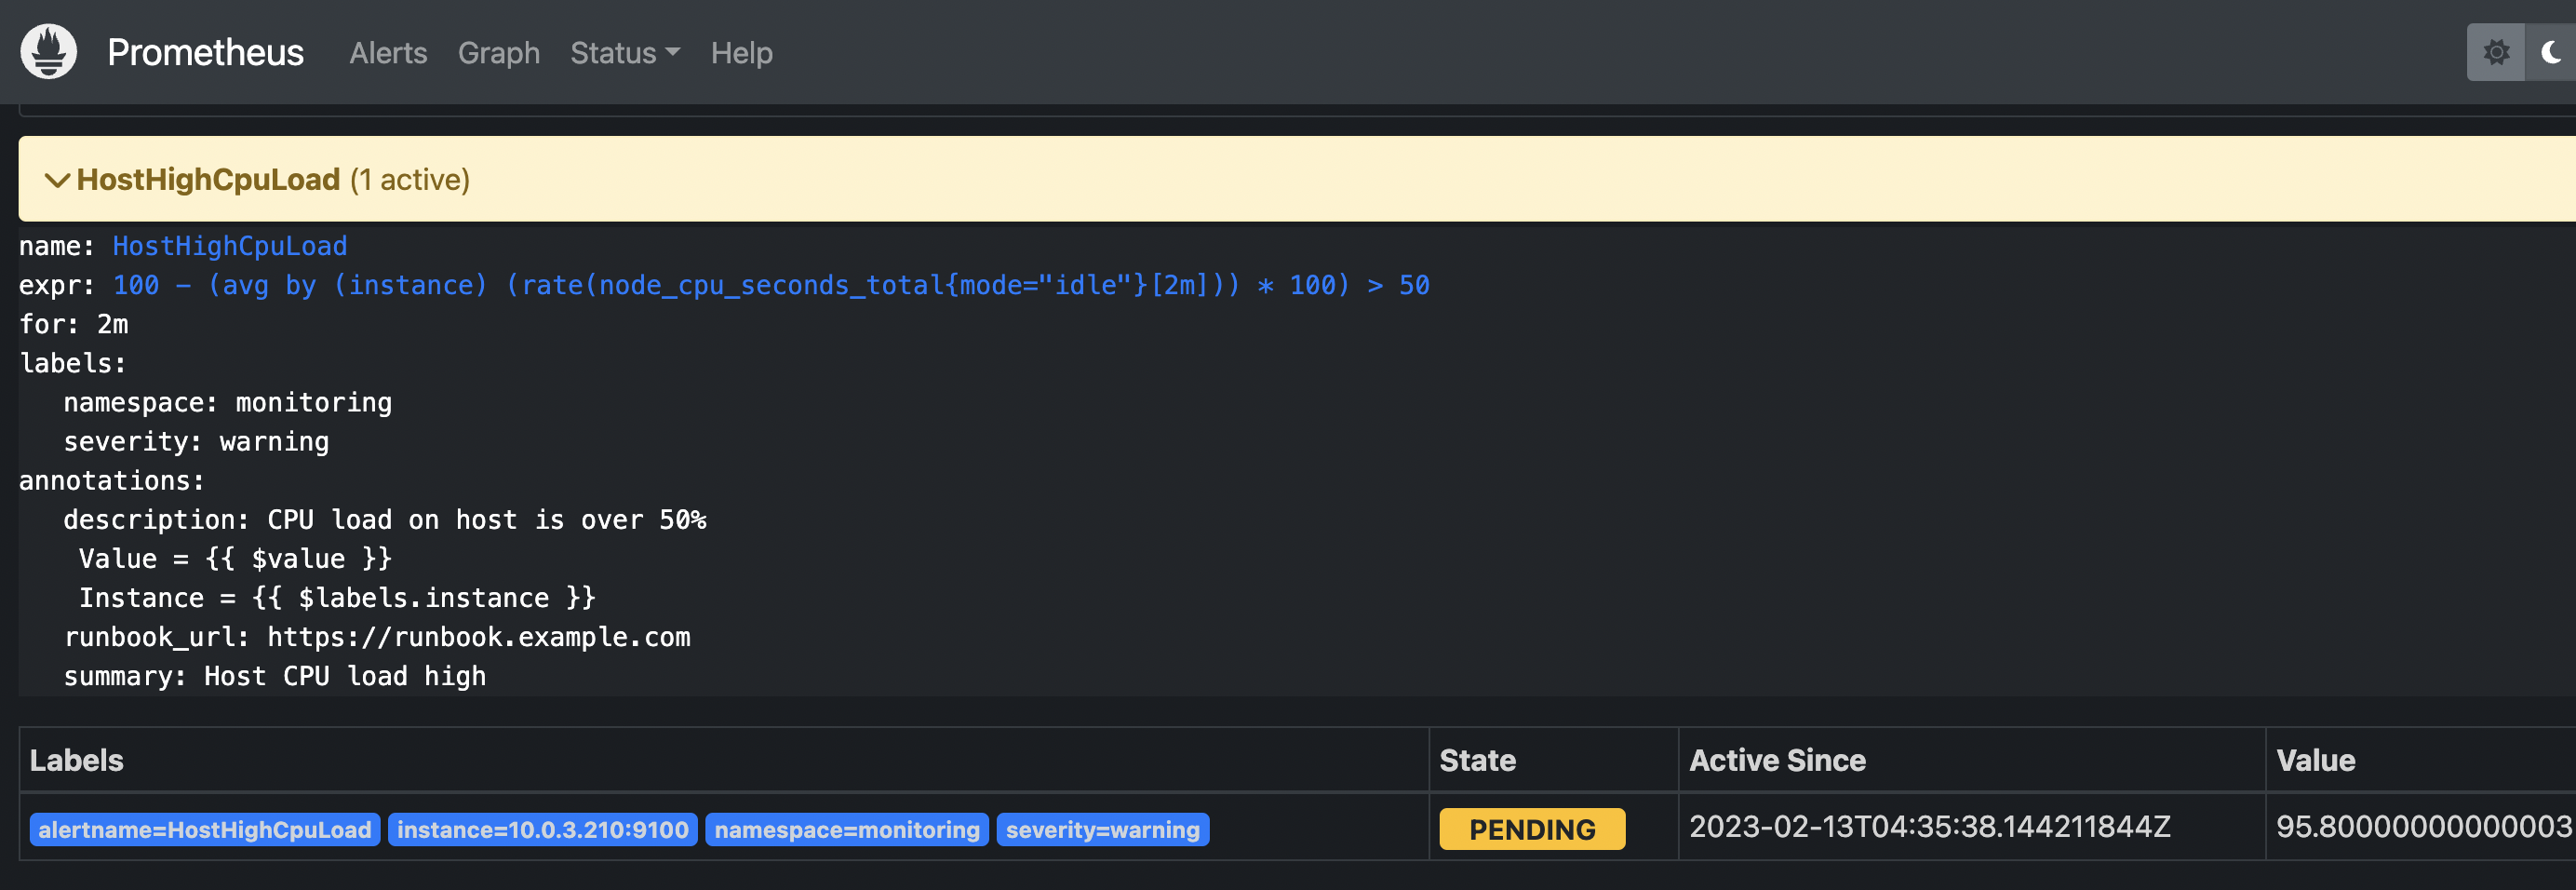 Prometheus Alerts Graph Status Help
HostHighCpuLoad (1 active)
name: HostHighCpuLoad
expr: 100 - (avg by (instance) (rate(node_cpu_seconds_total{mode="idle"}[2m])) * 100) > 50
for: 2m
labels:
namespace: monitoring
severity: warning
annotations:
description: CPU load on host is over 50%
Value = {{ $value }}
Instance = {{ $labels.instance }}
runbook_url: https://runbook.example.com
summary: Host CPU load high
Labels State Active Since Value
alertname=HostHighCpuLoad instance=10.0.3.210:9100 namespace=monitoring severity=warning PENDING 2023-02-13T04:35:38.144211844Z 95.80000000000003